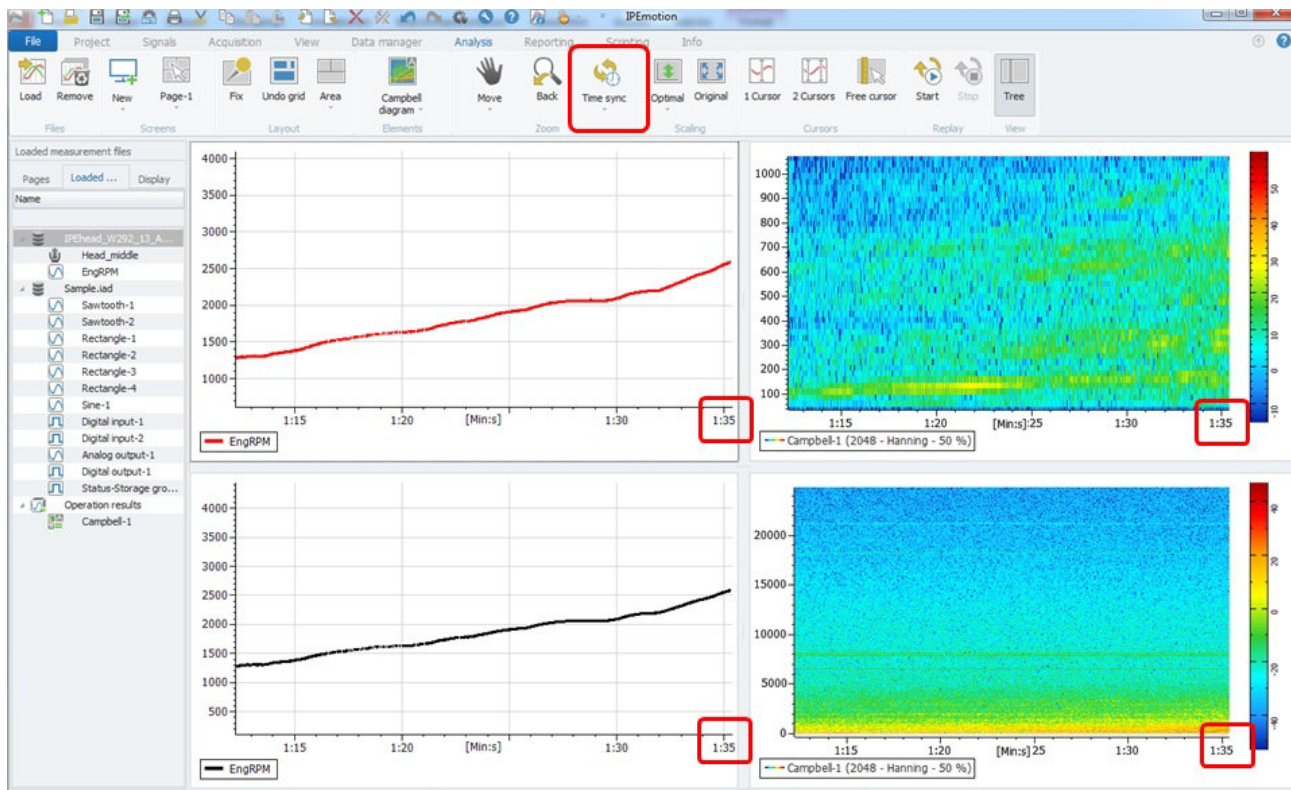 IPEmotion
File Project Signals Acquisition View Data manager Analysis Reporting Scripting Info
Load Remove New Page-1 Fix Undo grid Area Campbell diagram Move Back Time sync Optimal Original 1 Cursor 2 Cursors Free cursor Start Stop Tree
Files Screens Layout Elements Zoom Scaling Cursors Replay View
Loaded measurement files
Pages Loaded ... Display
Name
IPEhead_W292_13_A...
Head_middle
EngRPM
Sample.iad
Sawtooth-1
Sawtooth-2
Rectangle-1
Rectangle-2
Rectangle-3
Rectangle-4
Sine-1
Digital input-1
Digital input-2
Analog output-1
Digital output-1
Status-Storage gro...
Operation results
Campbell-1
4000
3500
3000
2500
2000
1500
1000
1:15 1:20 [Min:s] 1:30 1:35
EngRPM
1000
900
800
700
600
500
400
300
200
100
1:15 1:20 [Min:s]:25 1:30 1:35
50
40
30
20
10
0
-10
Campbell-1 (2048 - Hanning - 50 %)
4000
3500
3000
2500
2000
1500
1000
500
1:15 1:20 [Min:s] 1:30 1:35
EngRPM
20000
15000
10000
5000
0
1:15 1:20 [Min:s]25 1:30 1:35
40
20
0
-20
-40
Campbell-1 (2048 - Hanning - 50 %)